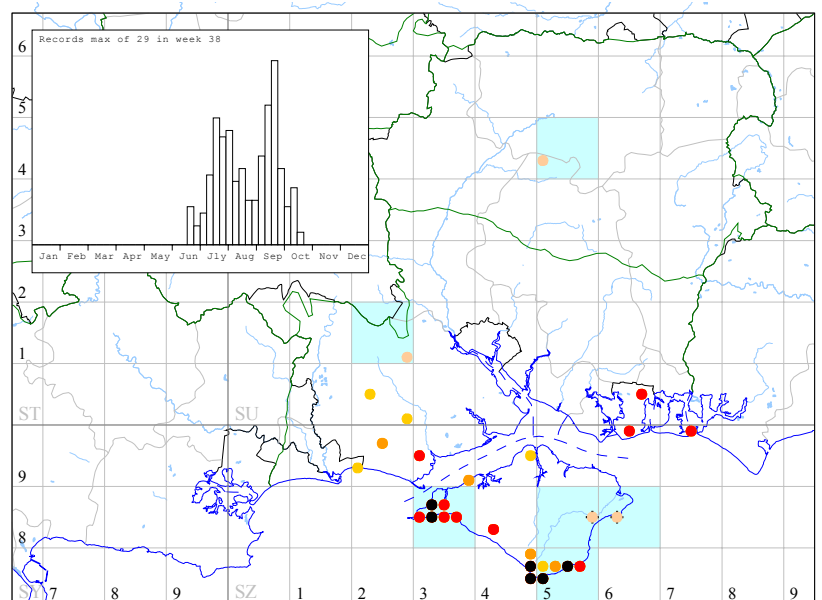 Records max of 29 in week 38
Jan Feb Mar Apr May Jun Jly Aug Sep Oct Nov Dec
6
5
4
3
2
1
ST SU
9
8
SY 7 8 9 SZ 1 2 3 4 5 6 7 8 9